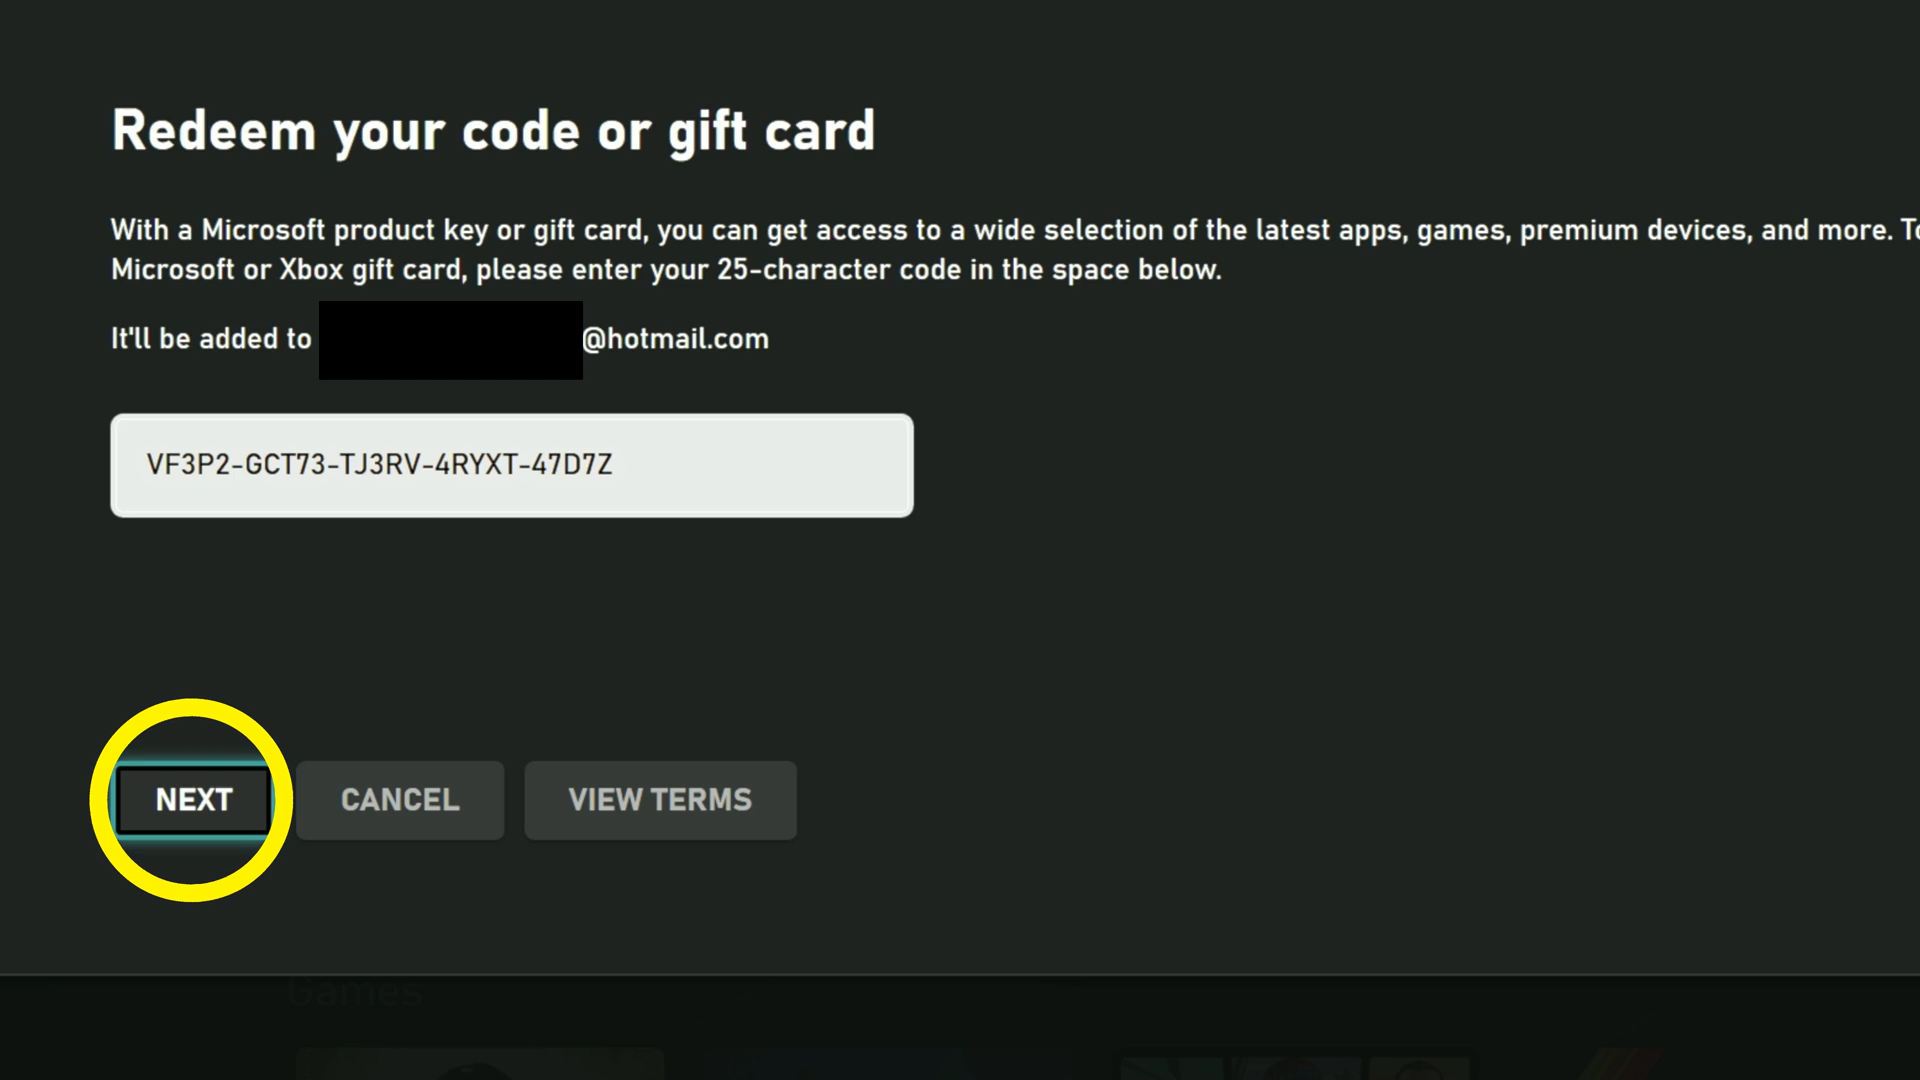 Redeem your code or gift card
With a Microsoft product key or gift card, you can get access to a wide selection of the latest apps, games, premium devices, and more. To
Microsoft or Xbox gift card, please enter your 25-character code in the space below.
It'll be added to @hotmail.com
VF3P2-GCT73-TJ3RV-4RYXT-47D7Z
NEXT CANCEL VIEW TERMS
Games